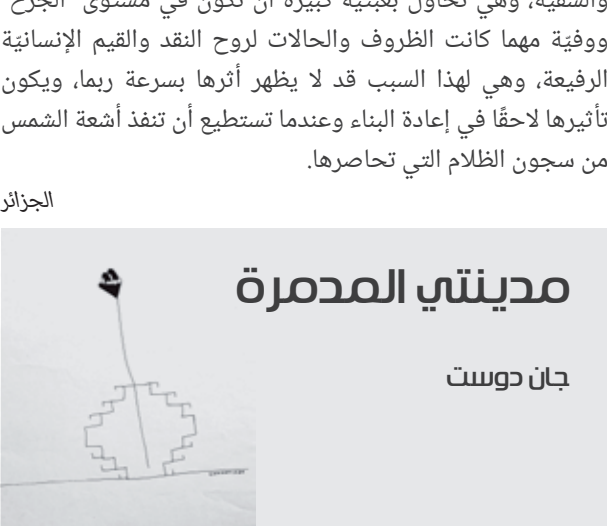 والشفية، وهي تحاول بعبثية كبيرة أن تكون في مستوى "الجرح"
ووفيّة مهما كانت الظروف والحالات لروح النقد والقيم الإنسانيّة
الرفيعة، وهي لهذا السبب قد لا يظهر أثرها بسرعة ربما، ويكون
تأثيرها لاحقًا في إعادة البناء وعندما تستطيع أن تنفذ أشعة الشمس
من سجون الظلام التي تحاصرها.
الجزائر
مدينتي المدمرة
جان دوست